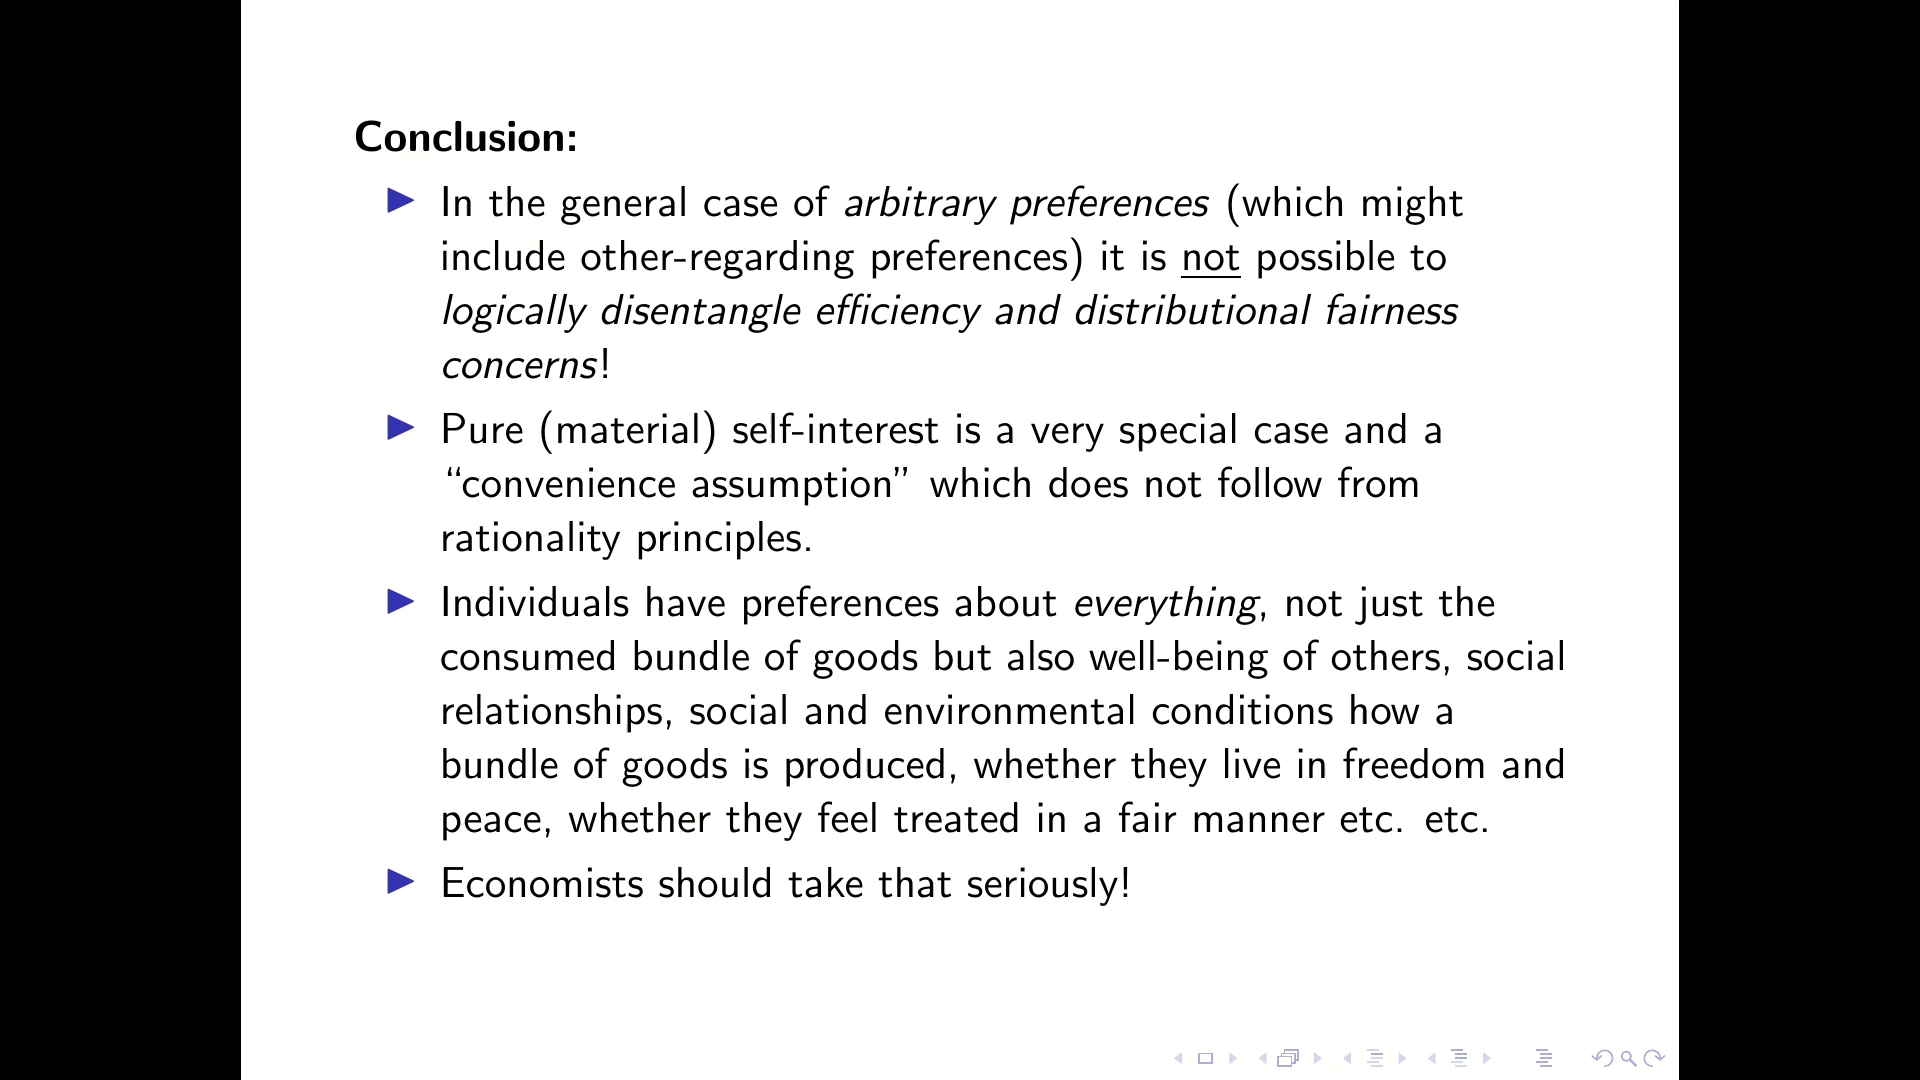 Conclusion:
▶ In the general case of arbitrary preferences (which might
include other-regarding preferences) it is not possible to
logically disentangle efficiency and distributional fairness
concerns!
▶ Pure (material) self-interest is a very special case and a
“convenience assumption” which does not follow from
rationality principles.
▶ Individuals have preferences about everything, not just the
consumed bundle of goods but also well-being of others, social
relationships, social and environmental conditions how a
bundle of goods is produced, whether they live in freedom and
peace, whether they feel treated in a fair manner etc. etc.
▶ Economists should take that seriously!